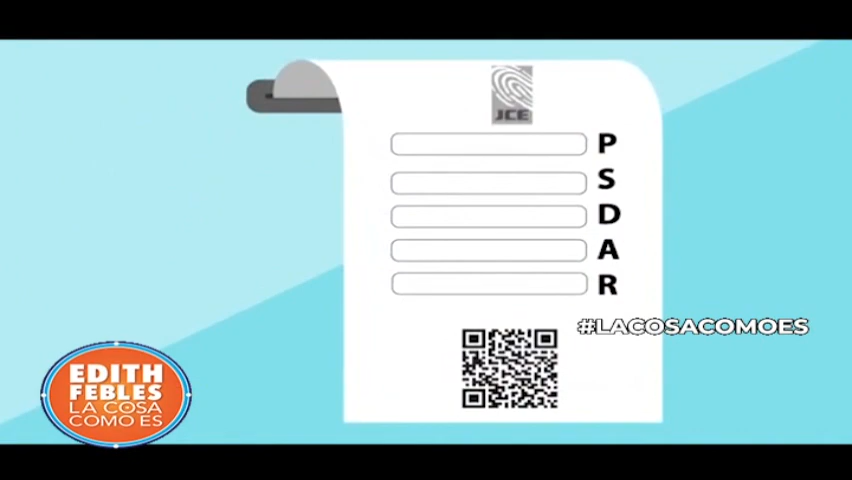 JCE
P
S
D
A
R
#LACOSACOMOES
EDITH
FEBLES
LA COSA
COMO ES